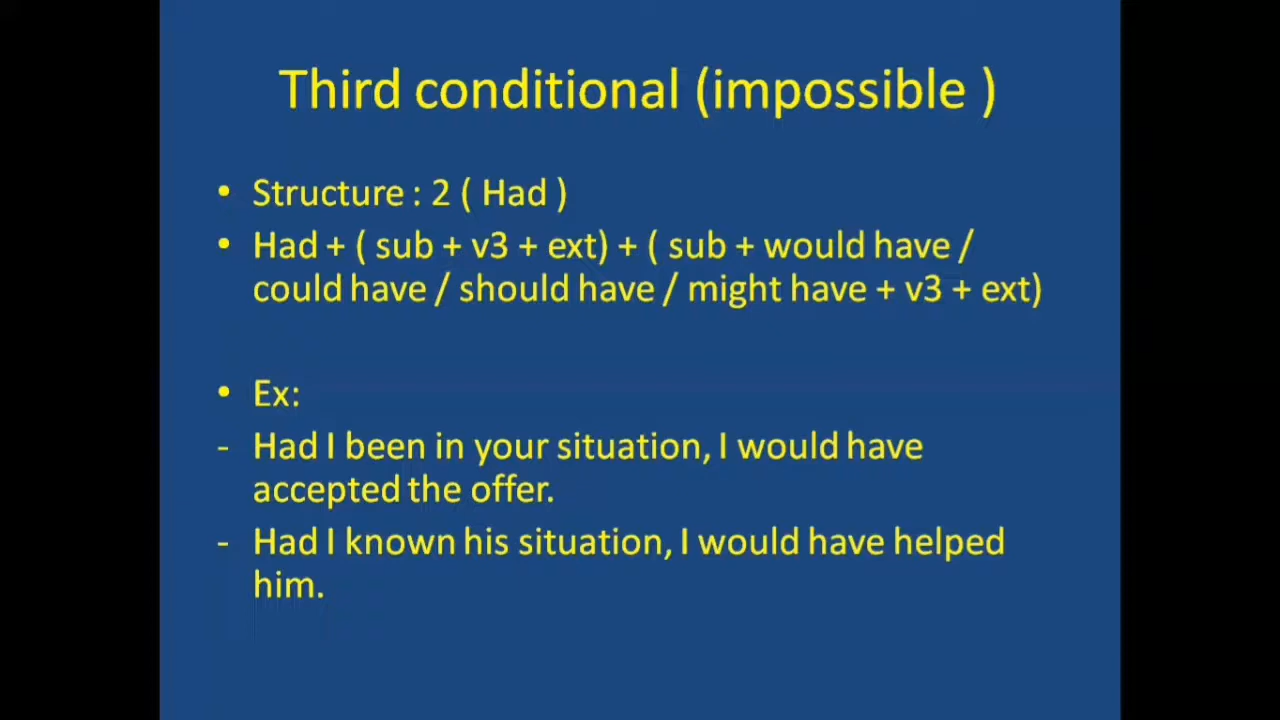 Third conditional (impossible )
• Structure : 2 ( Had )
• Had + ( sub + v3 + ext) + ( sub + would have /
could have / should have / might have + v3 + ext)
• Ex:
- Had I been in your situation, I would have
accepted the offer.
- Had I known his situation, I would have helped
him.